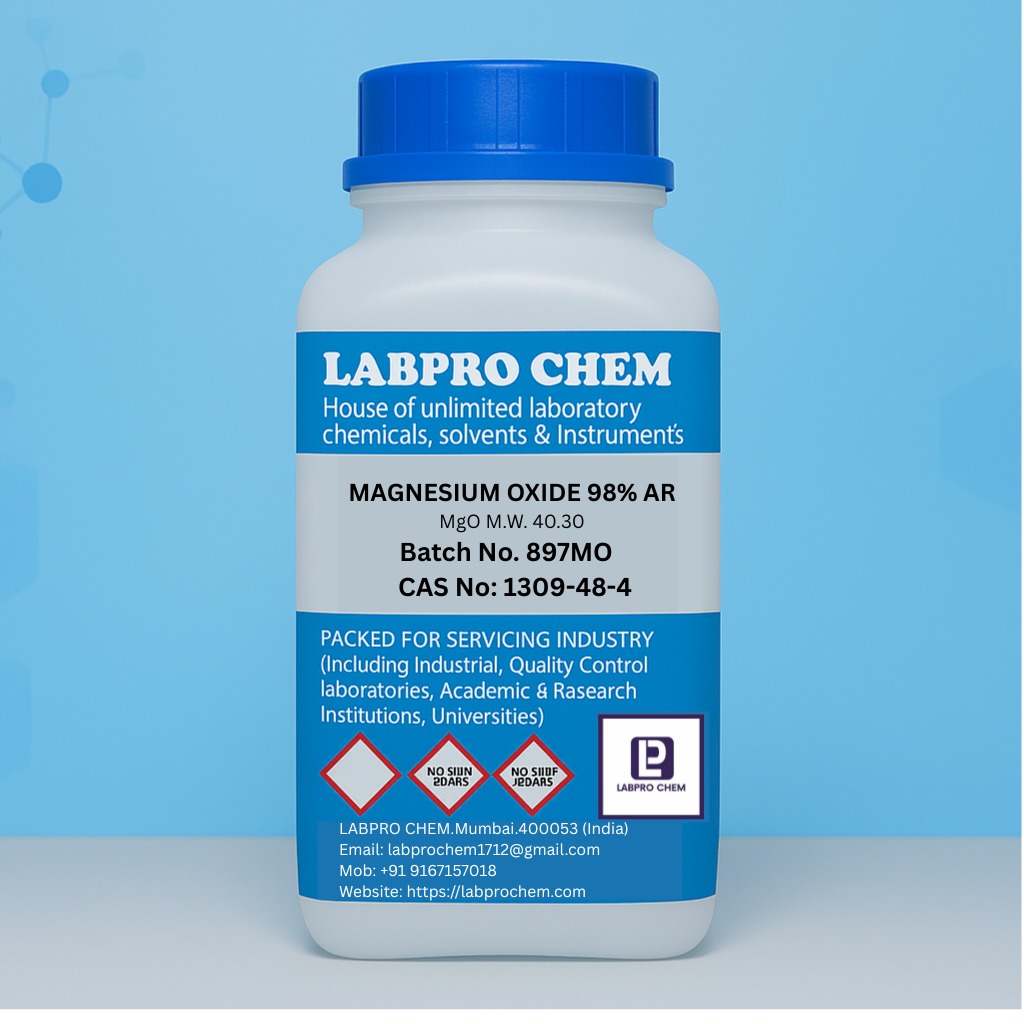 LABPRO CHEM
House of unlimited laboratory
chemicals, solvents & Instrument's
MAGNESIUM OXIDE 98% AR
MgO M.W. 40.30
Batch No. 897MO
CAS No: 1309-48-4
PACKED FOR SERVICING INDUSTRY
(Including Industrial, Quality Control
laboratories, Academic & Rasearch
Institutions, Universities)
NO
NO
LABPRO CHEM
LABPRO CHEM.Mumbai.400053 (India)
Email: labprochem1712@gmail.com
Mob: +91 9167157018
Website: https://labprochem.com